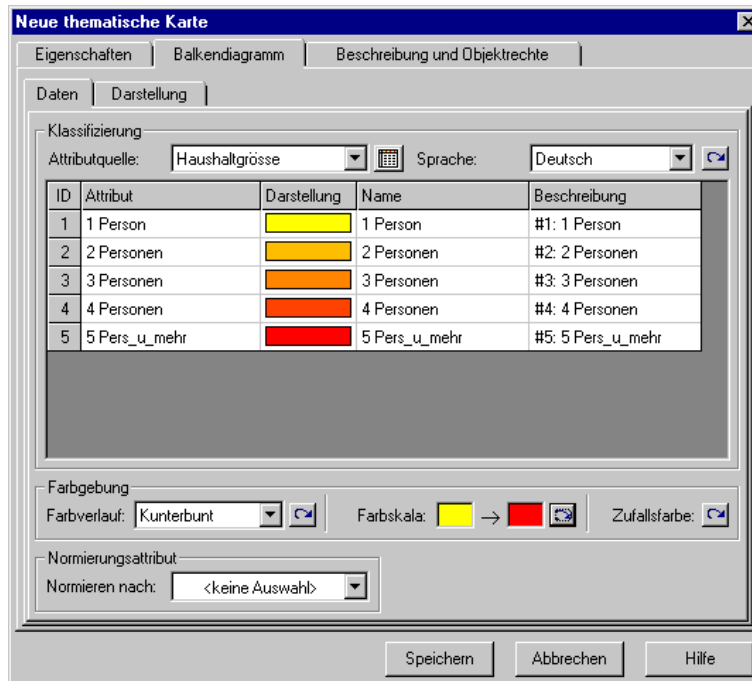 Neue thematische Karte
Eigenschaften Balkendiagramm Beschreibung und Objektrechte
Daten Darstellung
Klassifizierung
Attributquelle: Haushaltgrösse Sprache: Deutsch
ID Attribut Darstellung Name Beschreibung
1 1 Person 1 Person #1: 1 Person
2 2 Personen 2 Personen #2: 2 Personen
3 3 Personen 3 Personen #3: 3 Personen
4 4 Personen 4 Personen #4: 4 Personen
5 5 Pers_u_mehr 5 Pers_u_mehr #5: 5 Pers_u_mehr
Farbgebung
Farbverlauf: Kunterbunt Farbskala: → Zufallsfarbe:
Normierungsattribut
Normieren nach: <keine Auswahl>
Speichern Abbrechen Hilfe